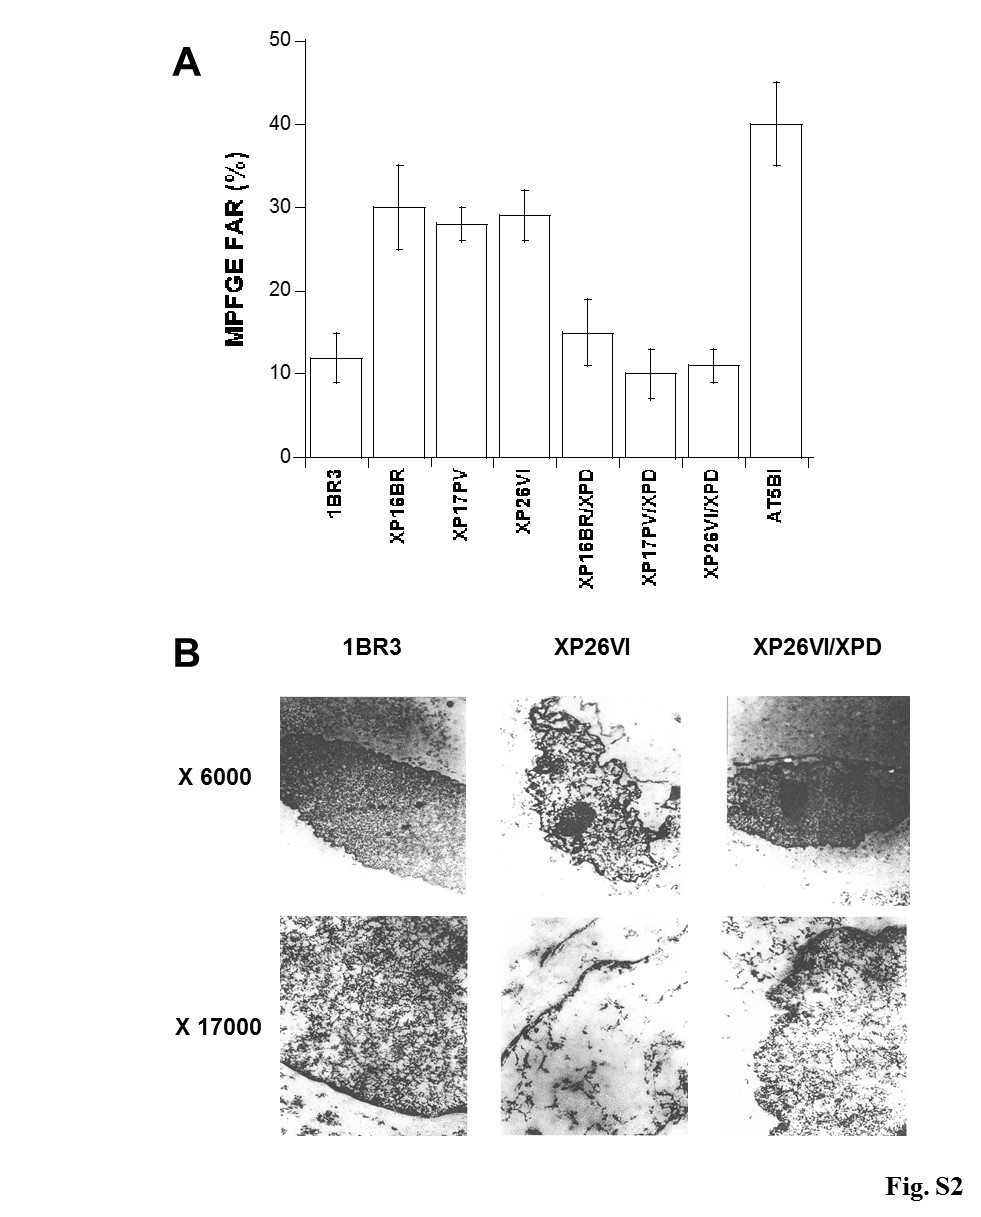 A
MPFGE FAR (%)
50
40
30
20
10
0
1BR3
XP16BR
XP17PV
XP26VI
XP16BR/XPD
XP17PV/XPD
XP26VI/XPD
AT5BI
B
1BR3
XP26VI
XP26VI/XPD
X 6000
X 17000
Fig. S2